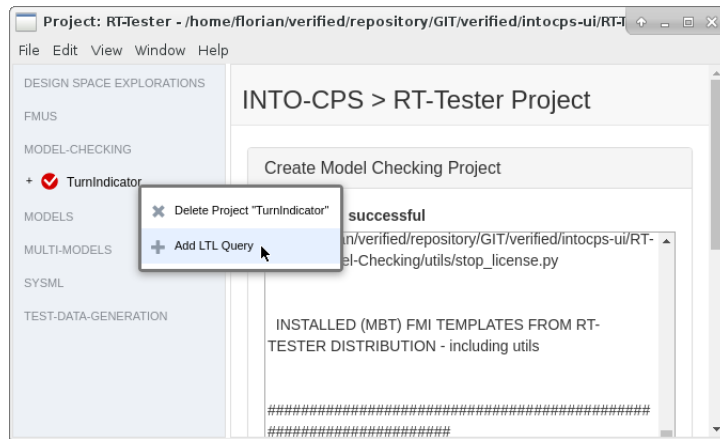 Project: RT-Tester - /home/florian/verified/repository/GIT/verified/intocps-ui/RT-T
File Edit View Window Help
DESIGN SPACE EXPLORATIONS
FMUS
MODEL-CHECKING
+ TurnIndicator
MODELS
MULTI-MODELS
SYSML
TEST-DATA-GENERATION
Delete Project "TurnIndicator"
Add LTL Query
INTO-CPS > RT-Tester Project
Create Model Checking Project
successful
an/verified/repository/GIT/verified/intocps-ui/RT-
el-Checking/utils/stop_license.py
INSTALLED (MBT) FMI TEMPLATES FROM RT-
TESTER DISTRIBUTION - including utils
##############################################
######################